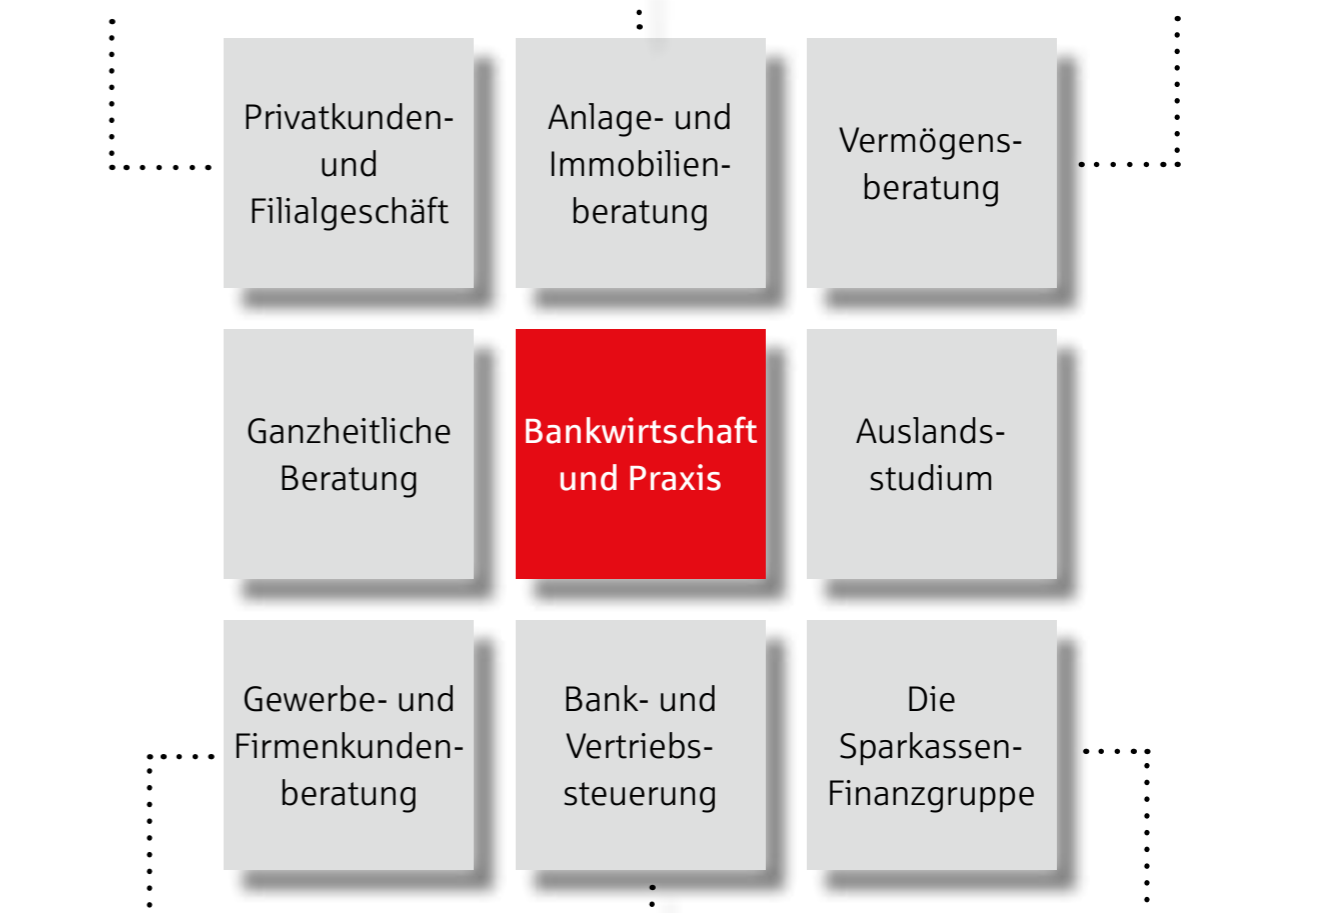 Privatkunden-
und
Filialgeschäft
Anlage- und
Immobilien-
beratung
Vermögens-
beratung
Ganzheitliche
Beratung
Bankwirtschaft
und Praxis
Auslands-
studium
Gewerbe- und
Firmenkunden-
beratung
Bank- und
Vertriebs-
steuerung
Die
Sparkassen-
Finanzgruppe